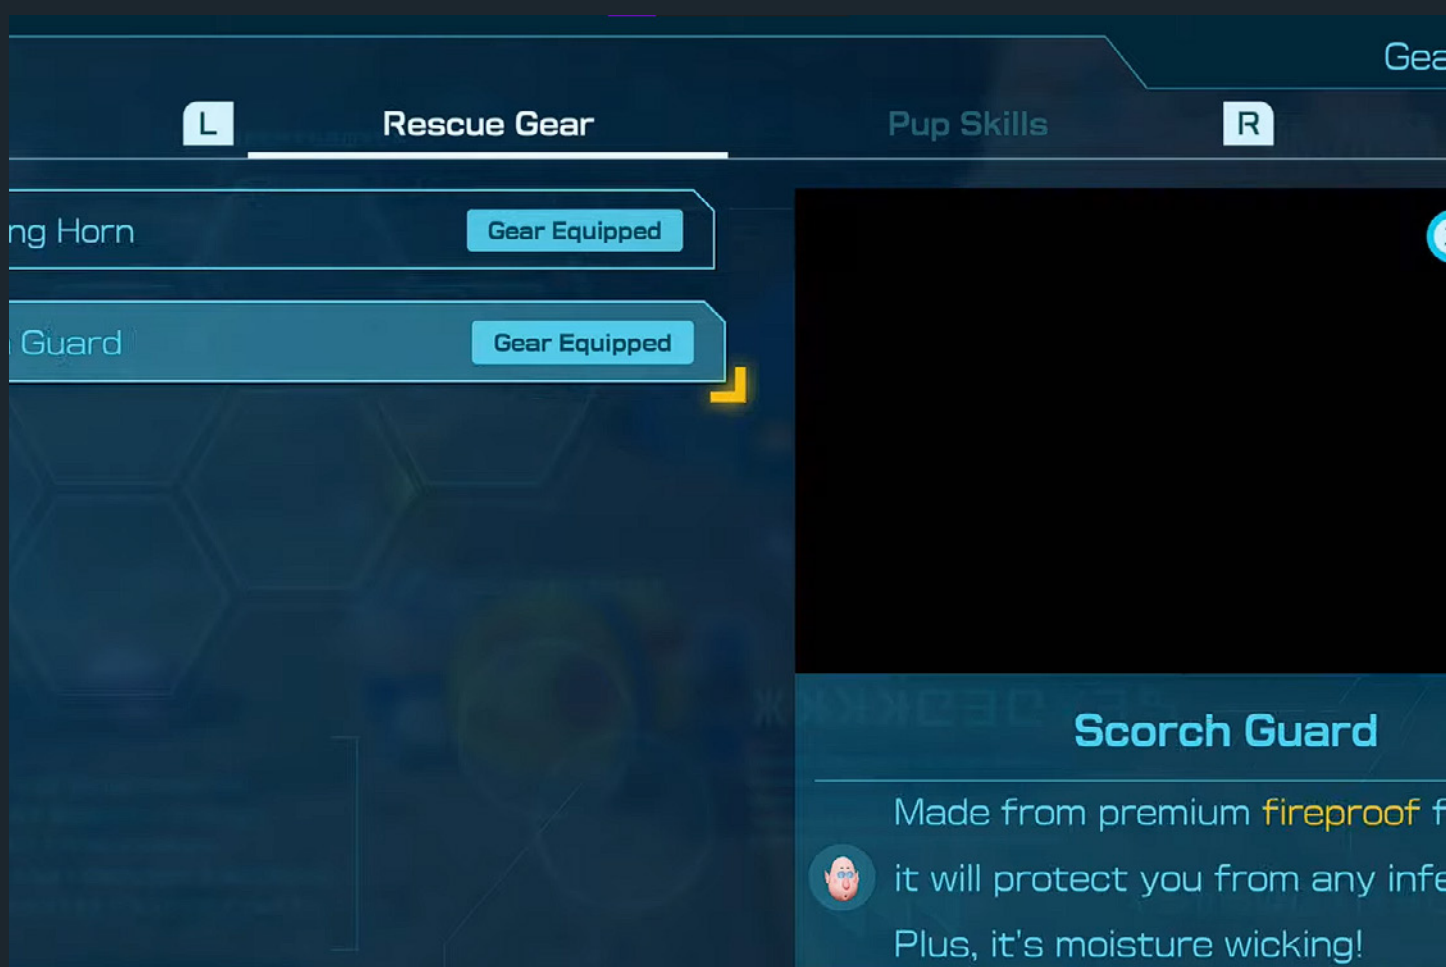 Gea
L Rescue Gear Pup Skills R
ng Horn Gear Equipped
Guard Gear Equipped
Scorch Guard
Made from premium fireproof f
it will protect you from any infe
Plus, it's moisture wicking!